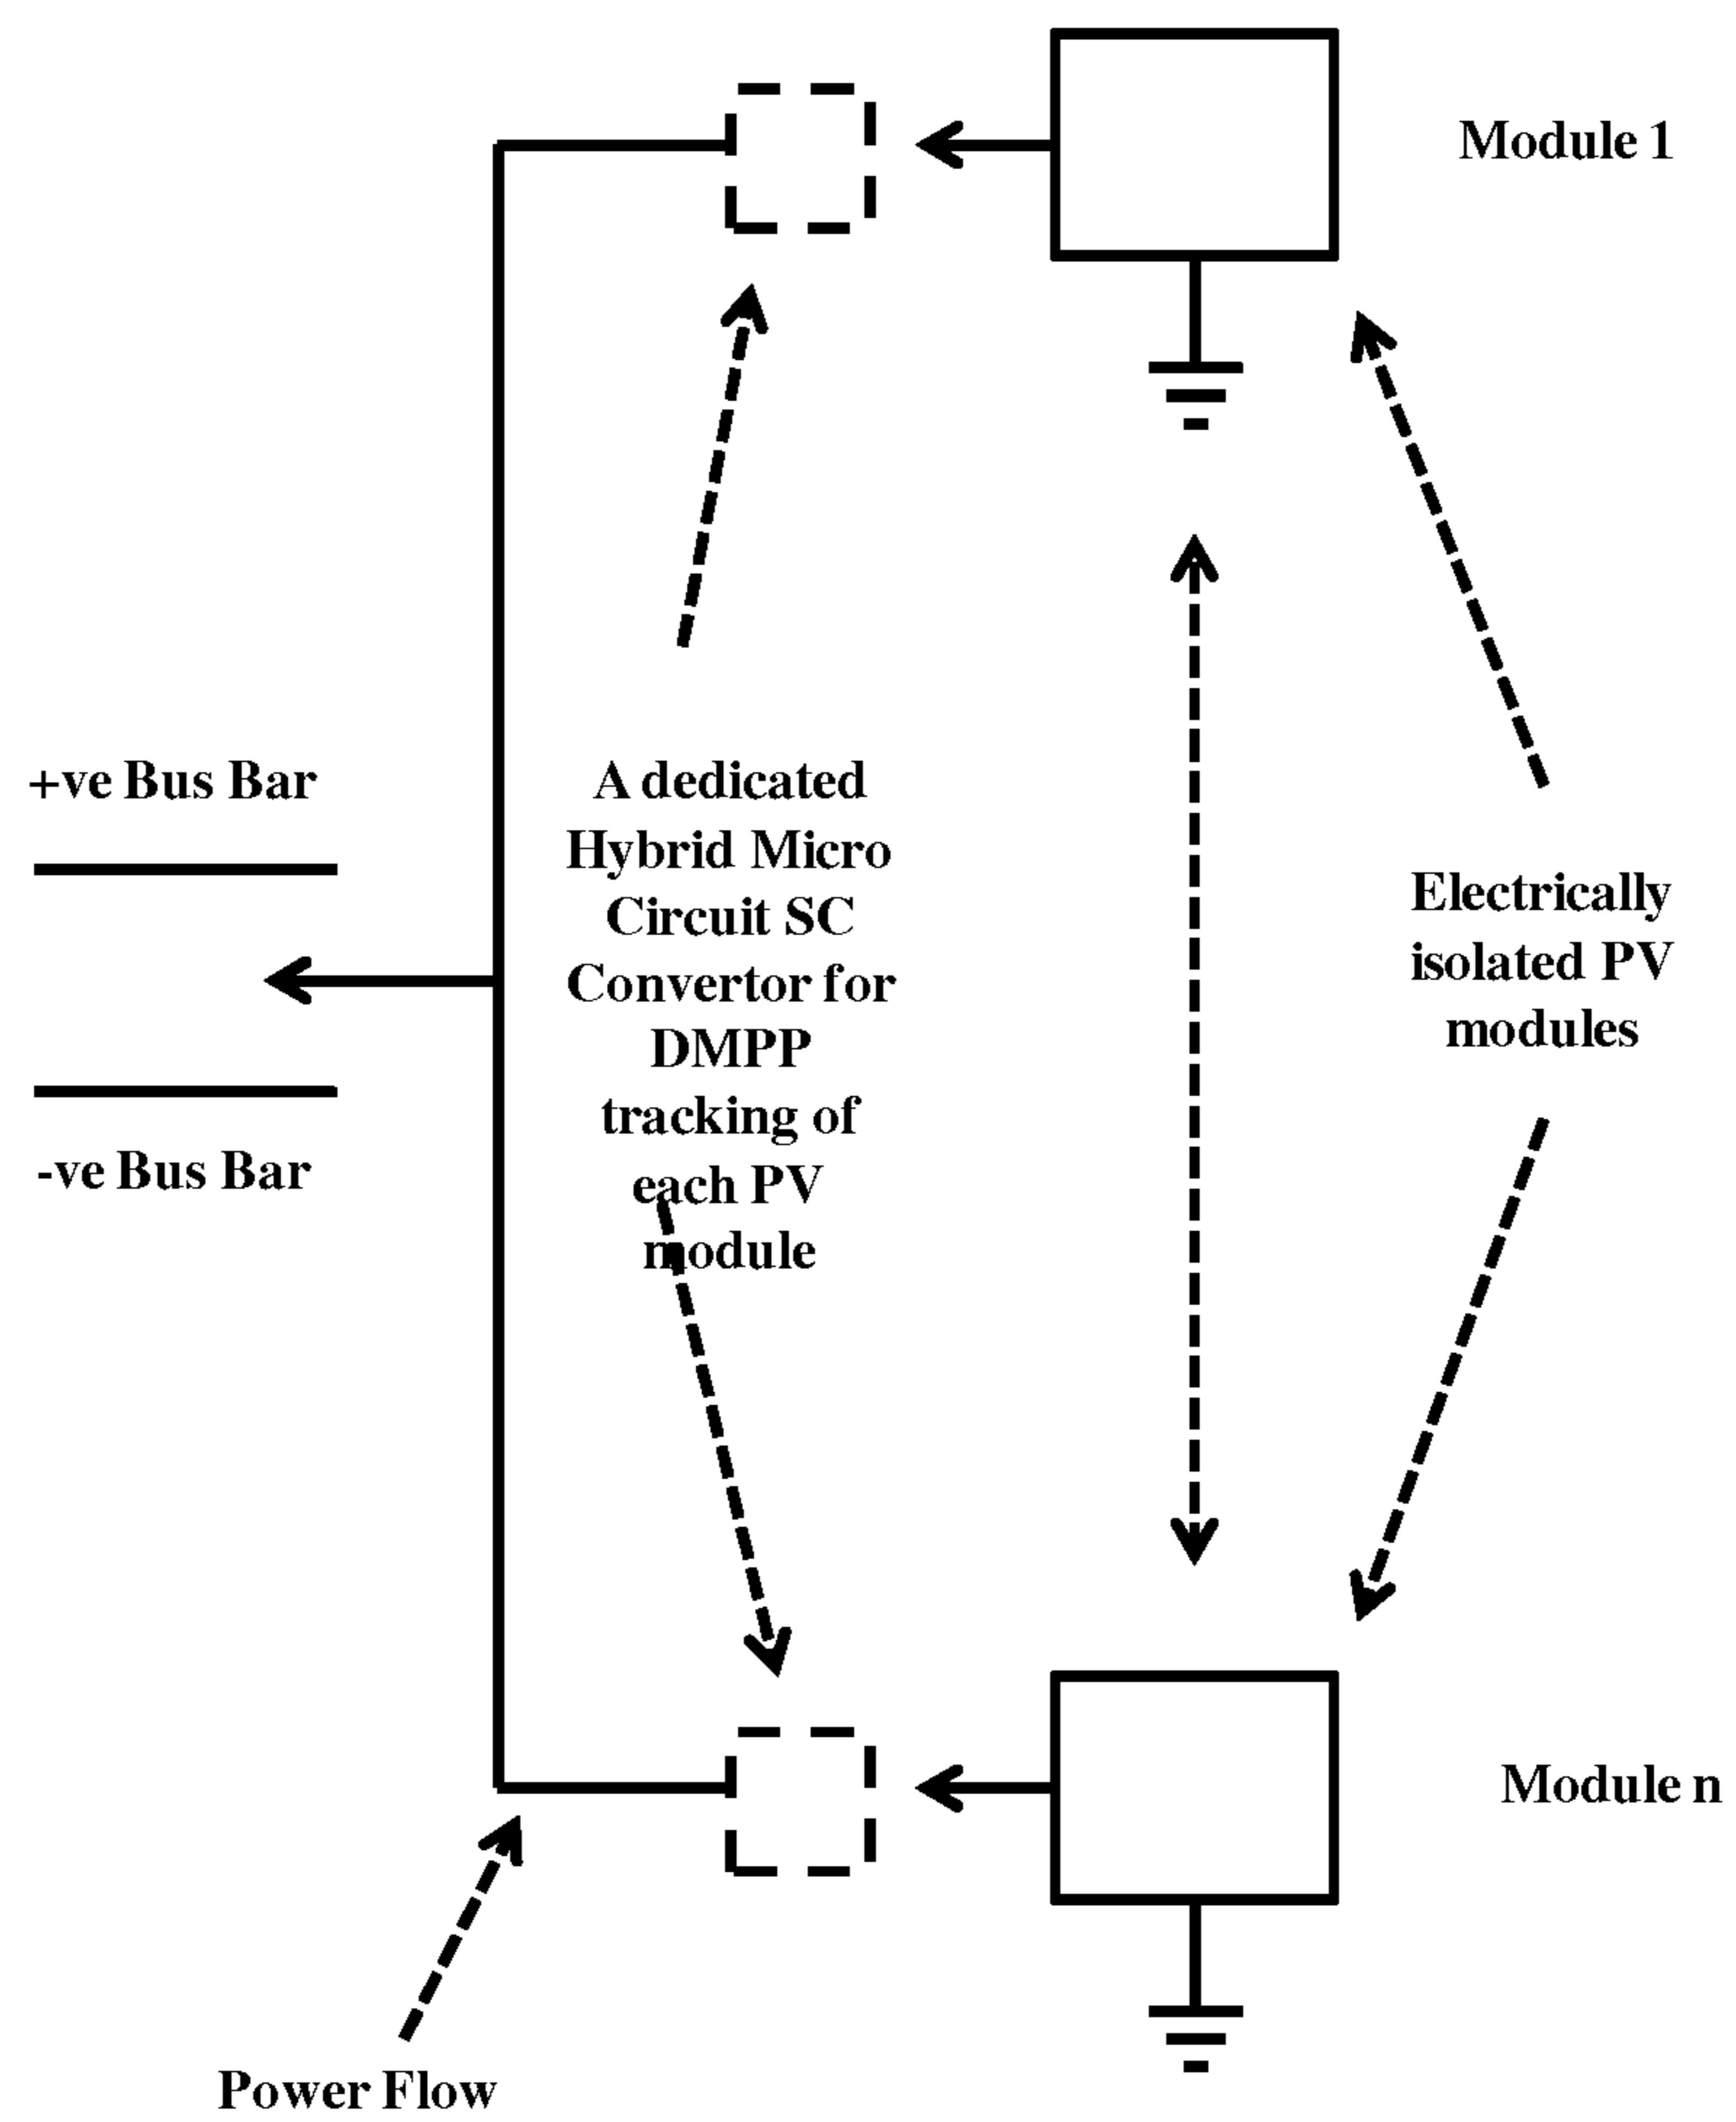 Module 1
+ve Bus Bar
-ve Bus Bar
A dedicated
Hybrid Micro
Circuit SC
Convertor for
DMPP
tracking of
each PV
module
Electrically
isolated PV
modules
Module n
Power Flow